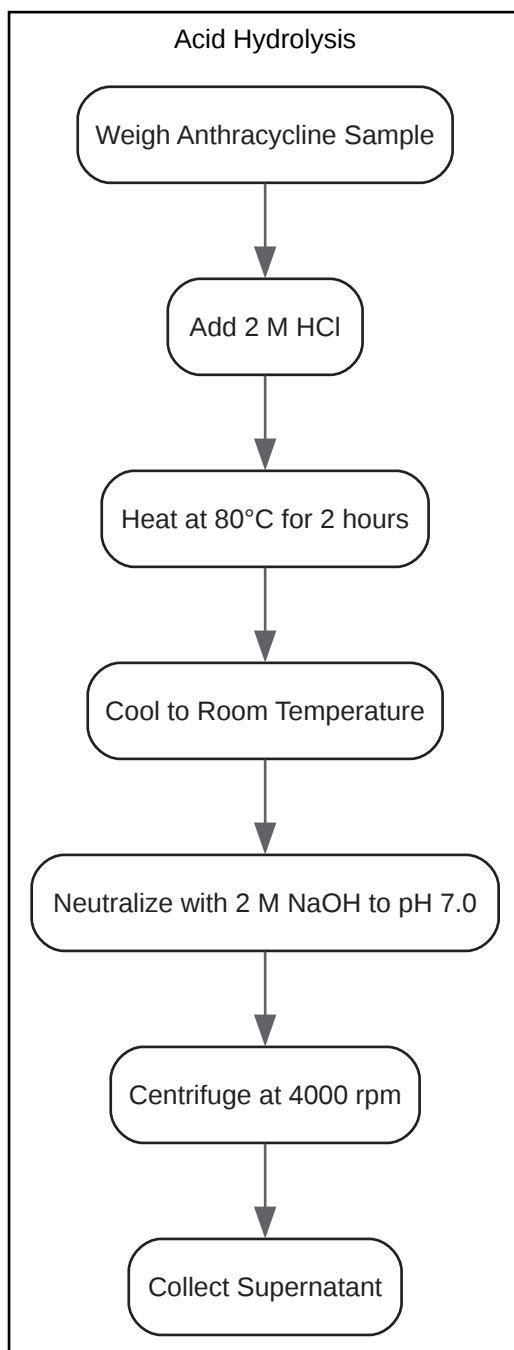 Acid Hydrolysis
Weigh Anthracycline Sample
Add 2 M HCl
Heat at 80°C for 2 hours
Cool to Room Temperature
Neutralize with 2 M NaOH to pH 7.0
Centrifuge at 4000 rpm
Collect Supernatant